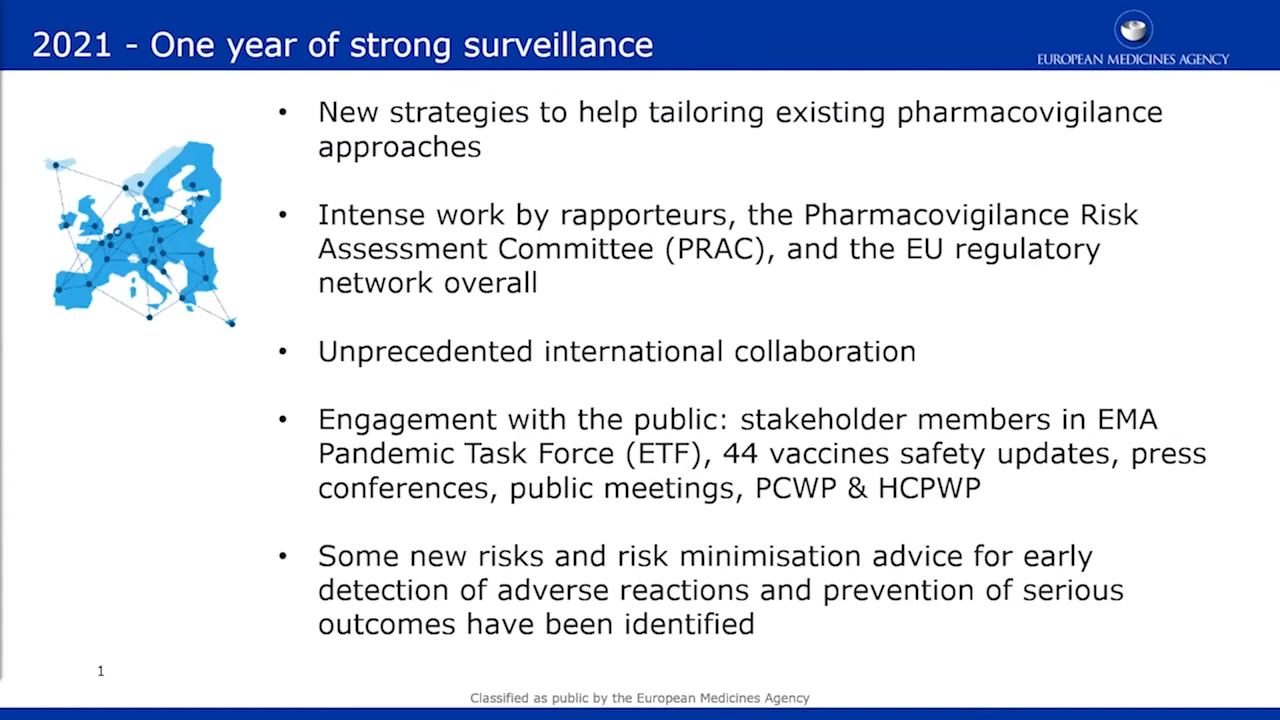 2021 - One year of strong surveillance
EUROPEAN MEDICINES AGENCY
• New strategies to help tailoring existing pharmacovigilance
approaches
• Intense work by rapporteurs, the Pharmacovigilance Risk
Assessment Committee (PRAC), and the EU regulatory
network overall
• Unprecedented international collaboration
• Engagement with the public: stakeholder members in EMA
Pandemic Task Force (ETF), 44 vaccines safety updates, press
conferences, public meetings, PCWP & HCPWP
• Some new risks and risk minimisation advice for early
detection of adverse reactions and prevention of serious
outcomes have been identified
1
Classified as public by the European Medicines Agency